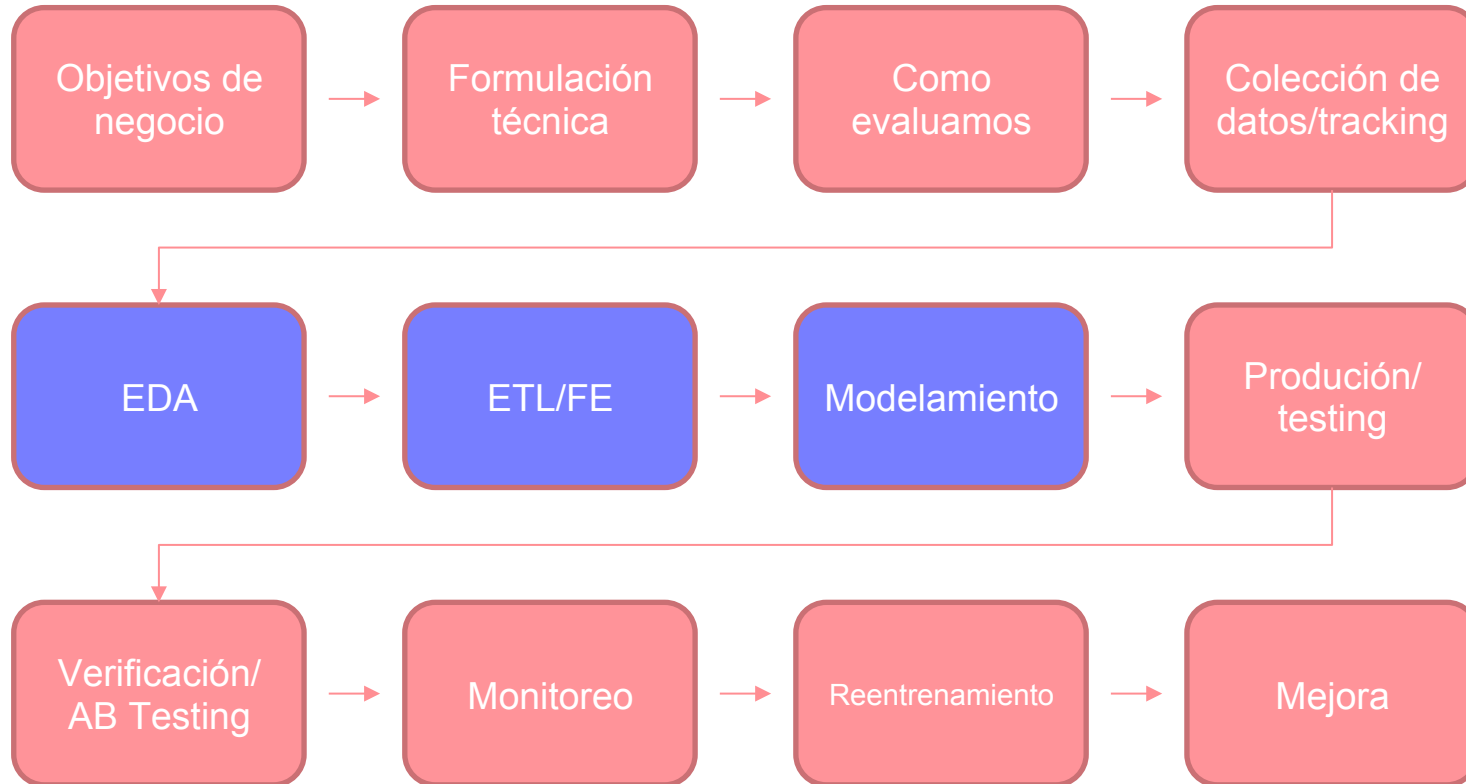 Objetivos de
negocio
Formulación
técnica
Como
evaluamos
Colección de
datos/tracking
EDA
ETL/FE
Modelamiento
Produción/
testing
Verificación/
AB Testing
Monitoreo
Reentrenamiento
Mejora